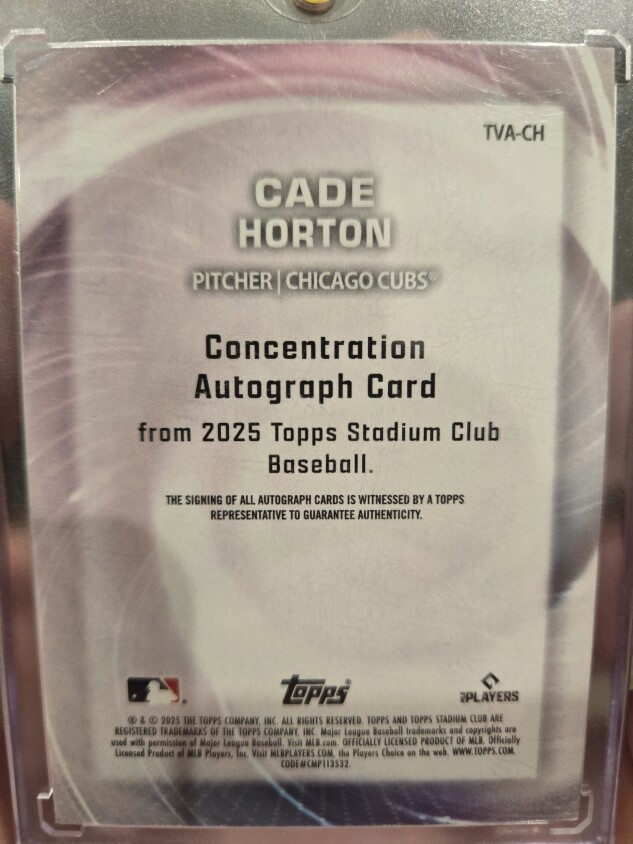 TVA-CH
CADE
HORTON
PITCHER | CHICAGO CUBS®
Concentration
Autograph Card
from 2025 Topps Stadium Club
Baseball.
THE SIGNING OF ALL AUTOGRAPH CARDS IS WITNESSED BY A TOPPS
REPRESENTATIVE TO GUARANTEE AUTHENTICITY.
topps
PLAYERS
® & © 2025 THE TOPPS COMPANY, INC. ALL RIGHTS RESERVED. TOPPS AND TOPPS STADIUM CLUB ARE
REGISTERED TRADEMARKS OF THE TOPPS COMPANY, INC. Major League Baseball trademarks and copyrights are
used with permission of Major League Baseball. Visit MLB.com. OFFICIALLY LICENSED PRODUCT OF MLB. Officially
Licensed Product of MLB Players, Inc. Visit MLBPLAYERS.COM, the Players Choice on the web. WWW.TOPPS.COM.
CODE#CMP113532.